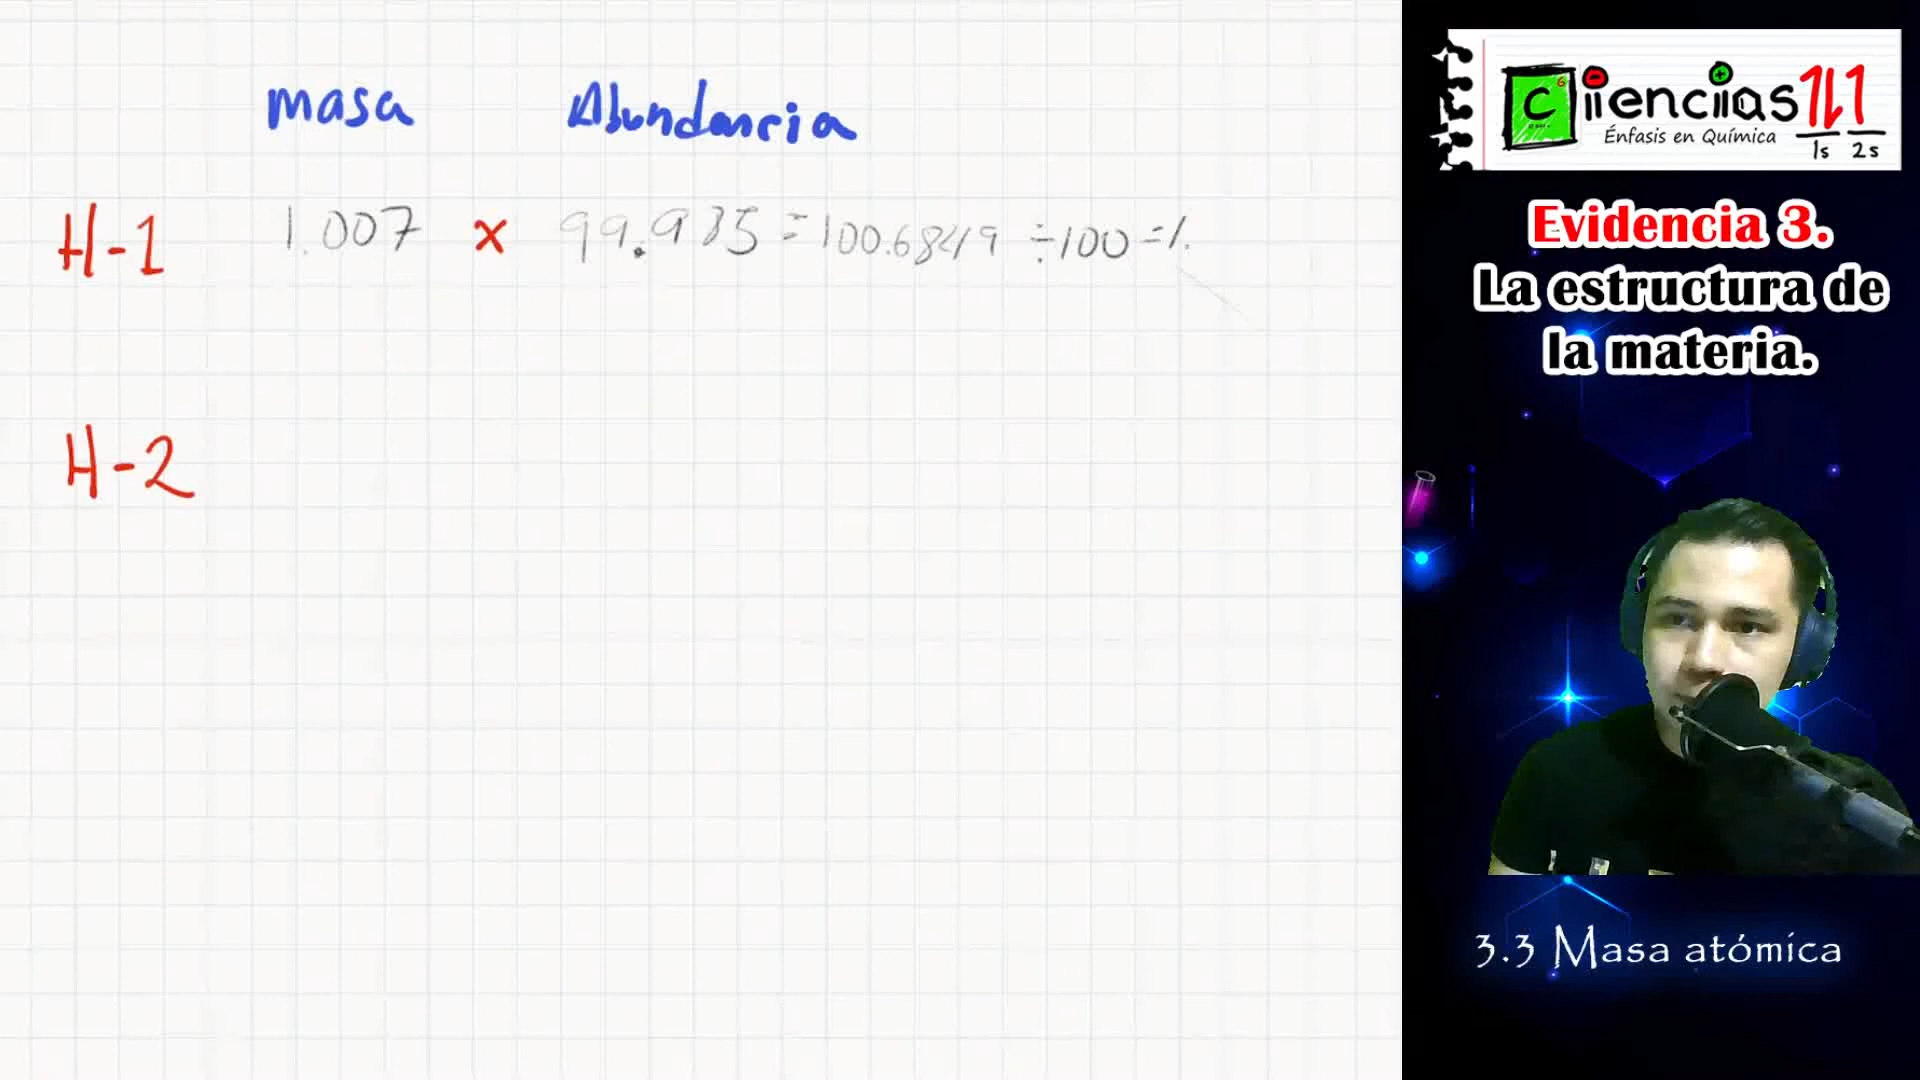 masa Abundancia
H-1 1.007 x 99.985 = 100.6849 ÷100 = 1.
H-2
Ciienciias 1s 2s
Énfasis en Química
Evidencia 3.
La estructura de
la materia.
3.3 Masa atómica